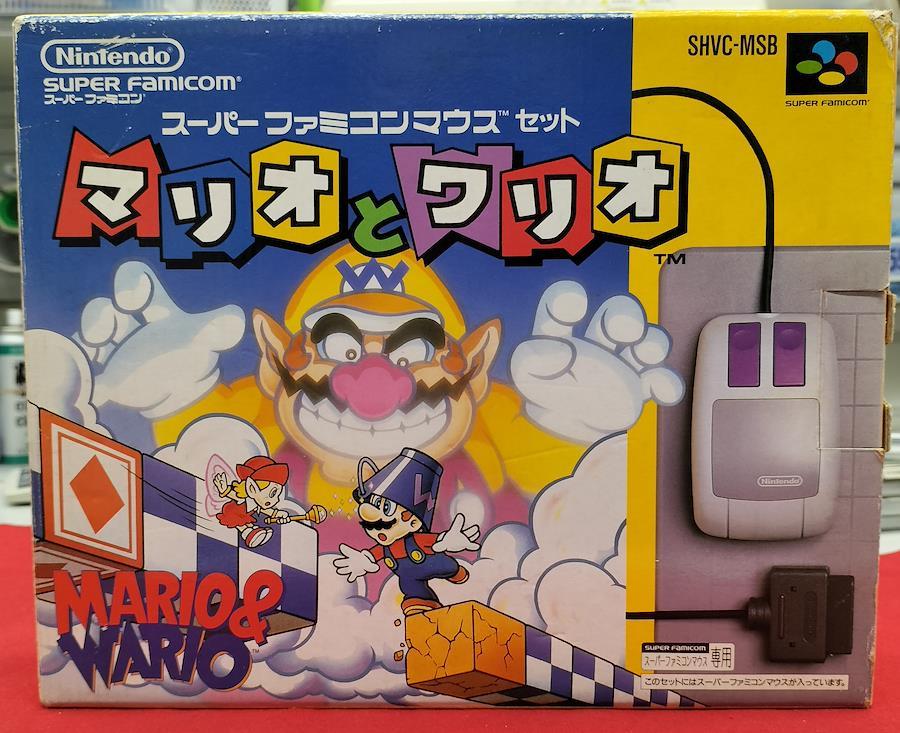 Nintendo
SUPER FAMICOM®
スーパーファミコン
スーパーファミコンマウス™ セット
マリオとワリオ
TM
SHVC-MSB
SUPER FAMICOM®
W
W
Nintendo
MARIO&
WARIO™
SUPER FAMICOM
スーパーファミコンマウス 専用
このセットにはスーパーファミコンマウスが入っています。